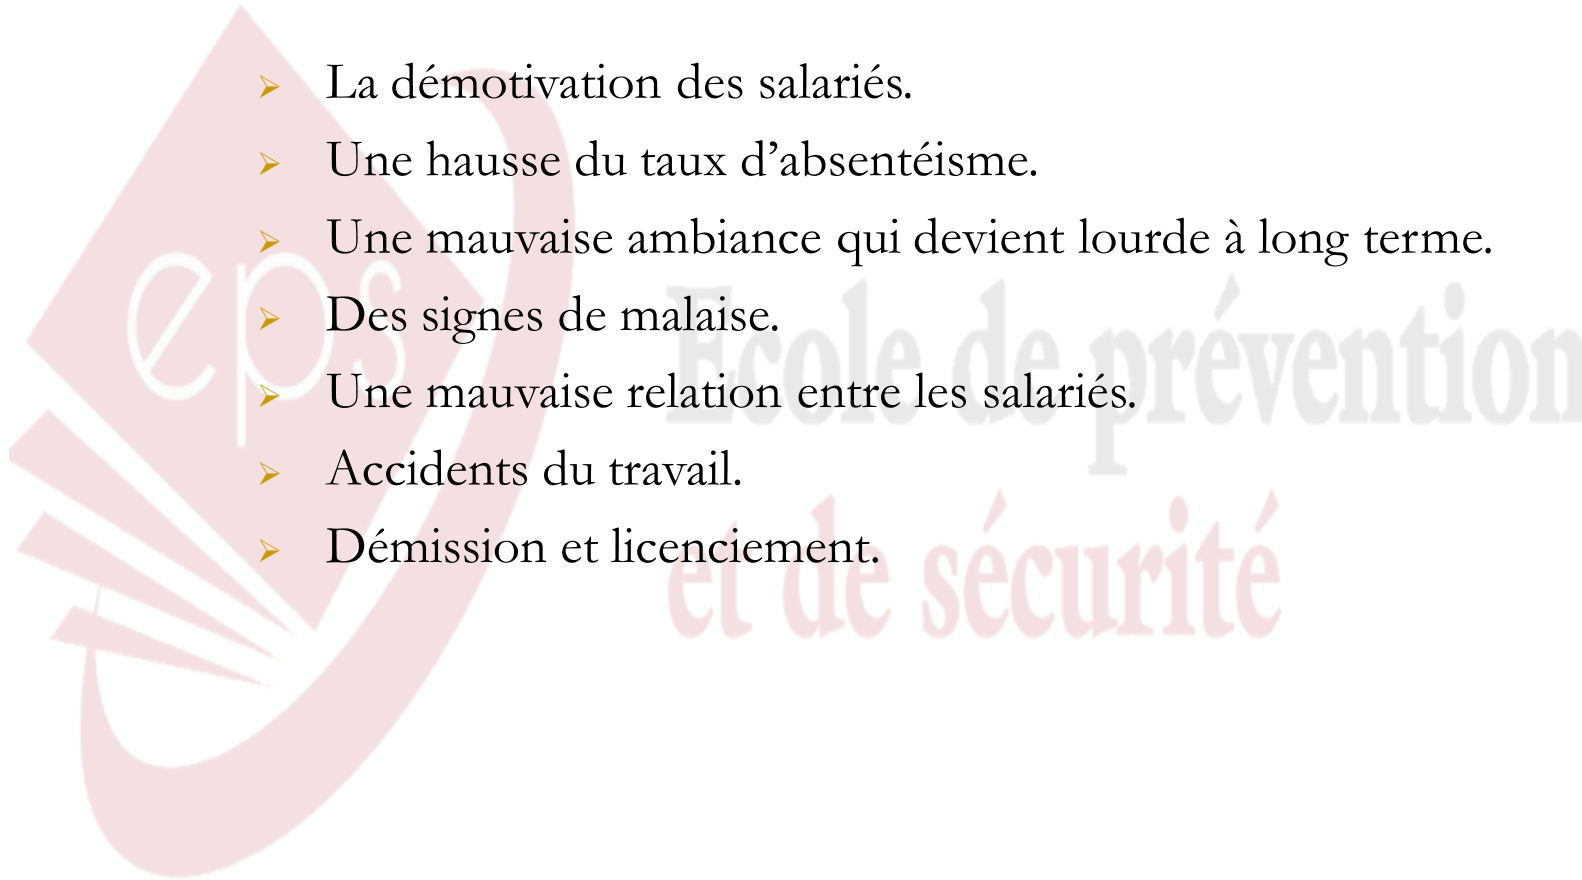 La démotivation des salariés.
Une hausse du taux d’absentéisme.
Une mauvaise ambiance qui devient lourde à long terme.
Des signes de malaise.
Une mauvaise relation entre les salariés.
Accidents du travail.
Démission et licenciement.
eps
Ecole de prévention
et de sécurité